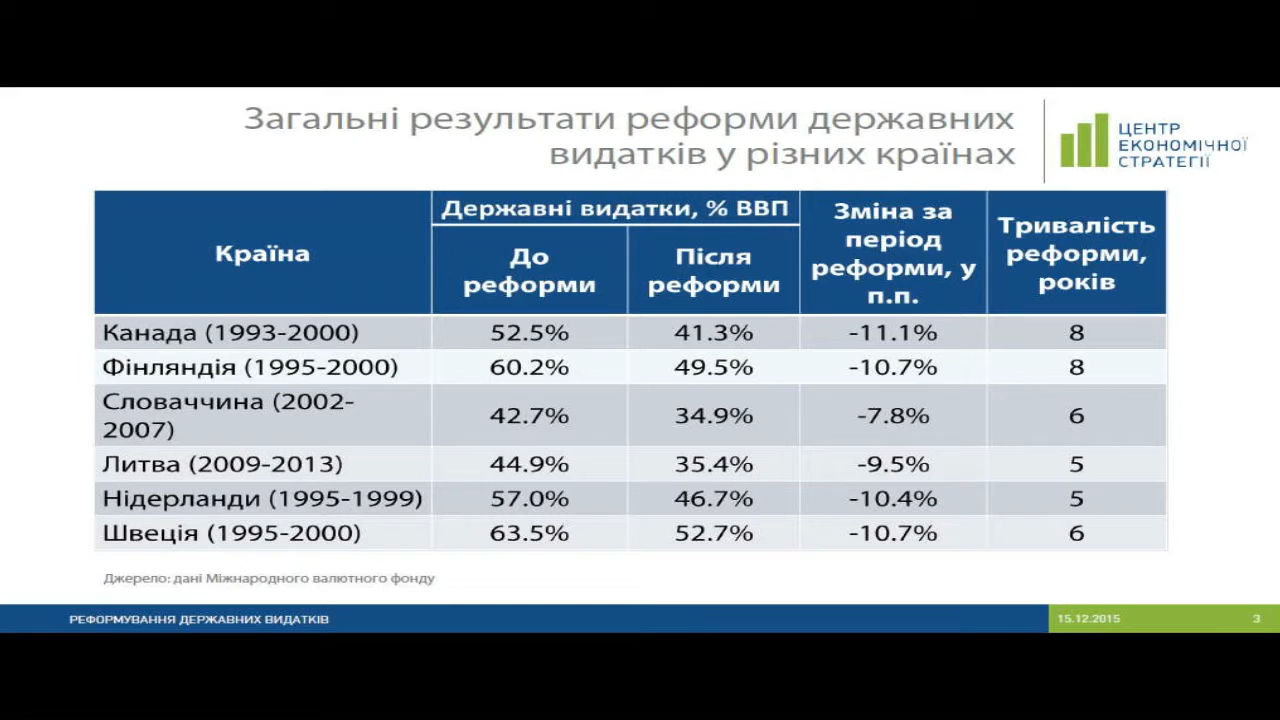 Загальні результати реформи державних
видатків у різних країнах
ЦЕНТР
ЕКОНОМІЧНОЇ
СТРАТЕГІЇ
Країна
Державні видатки, % ВВП
До
реформи
Після
реформи
Зміна за
період
реформи, у
п.п.
Тривалість
реформи,
років
Канада (1993-2000) 52.5% 41.3% -11.1% 8
Фінляндія (1995-2000) 60.2% 49.5% -10.7% 8
Словаччина (2002-
2007) 42.7% 34.9% -7.8% 6
Литва (2009-2013) 44.9% 35.4% -9.5% 5
Нідерланди (1995-1999) 57.0% 46.7% -10.4% 5
Швеція (1995-2000) 63.5% 52.7% -10.7% 6
Джерело: дані Міжнародного валютного фонду
РЕФОРМУВАННЯ ДЕРЖАВНИХ ВИДАТКІВ 15.12.2015 3